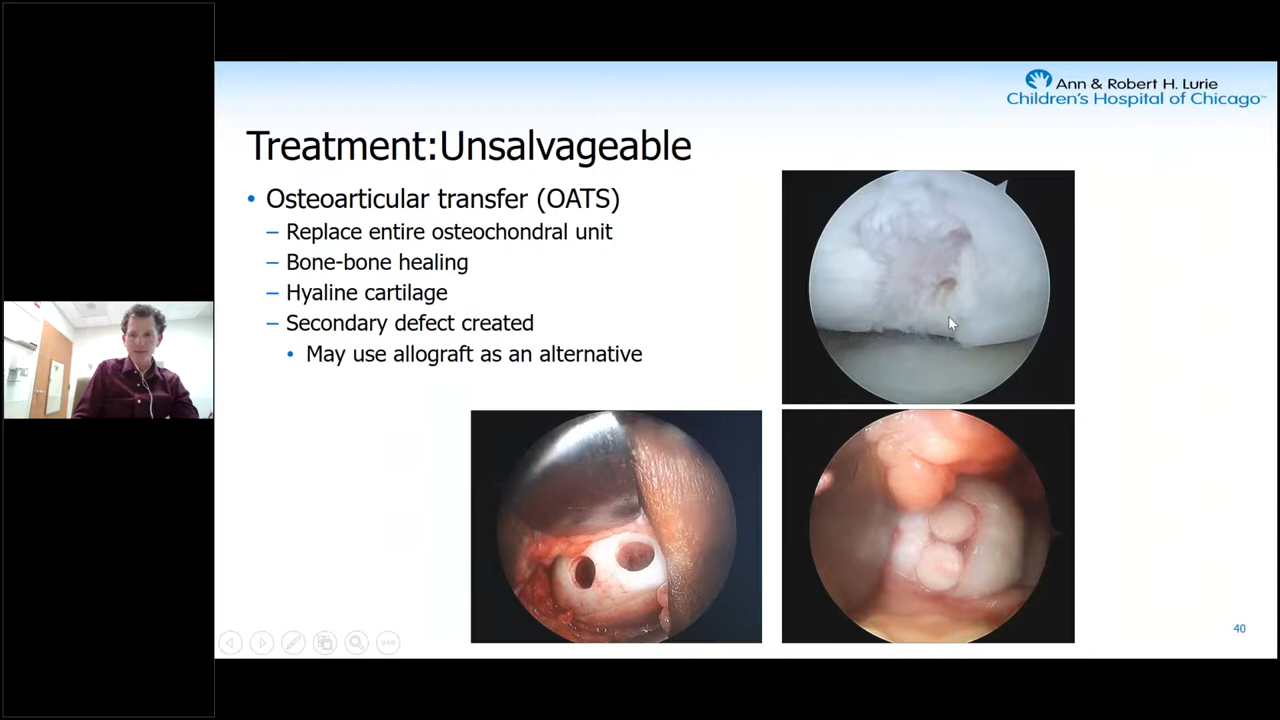 Ann & Robert H. Lurie
Children's Hospital of Chicago™
Treatment:Unsalvageable
• Osteoarticular transfer (OATS)
– Replace entire osteochondral unit
– Bone-bone healing
– Hyaline cartilage
– Secondary defect created
• May use allograft as an alternative
40